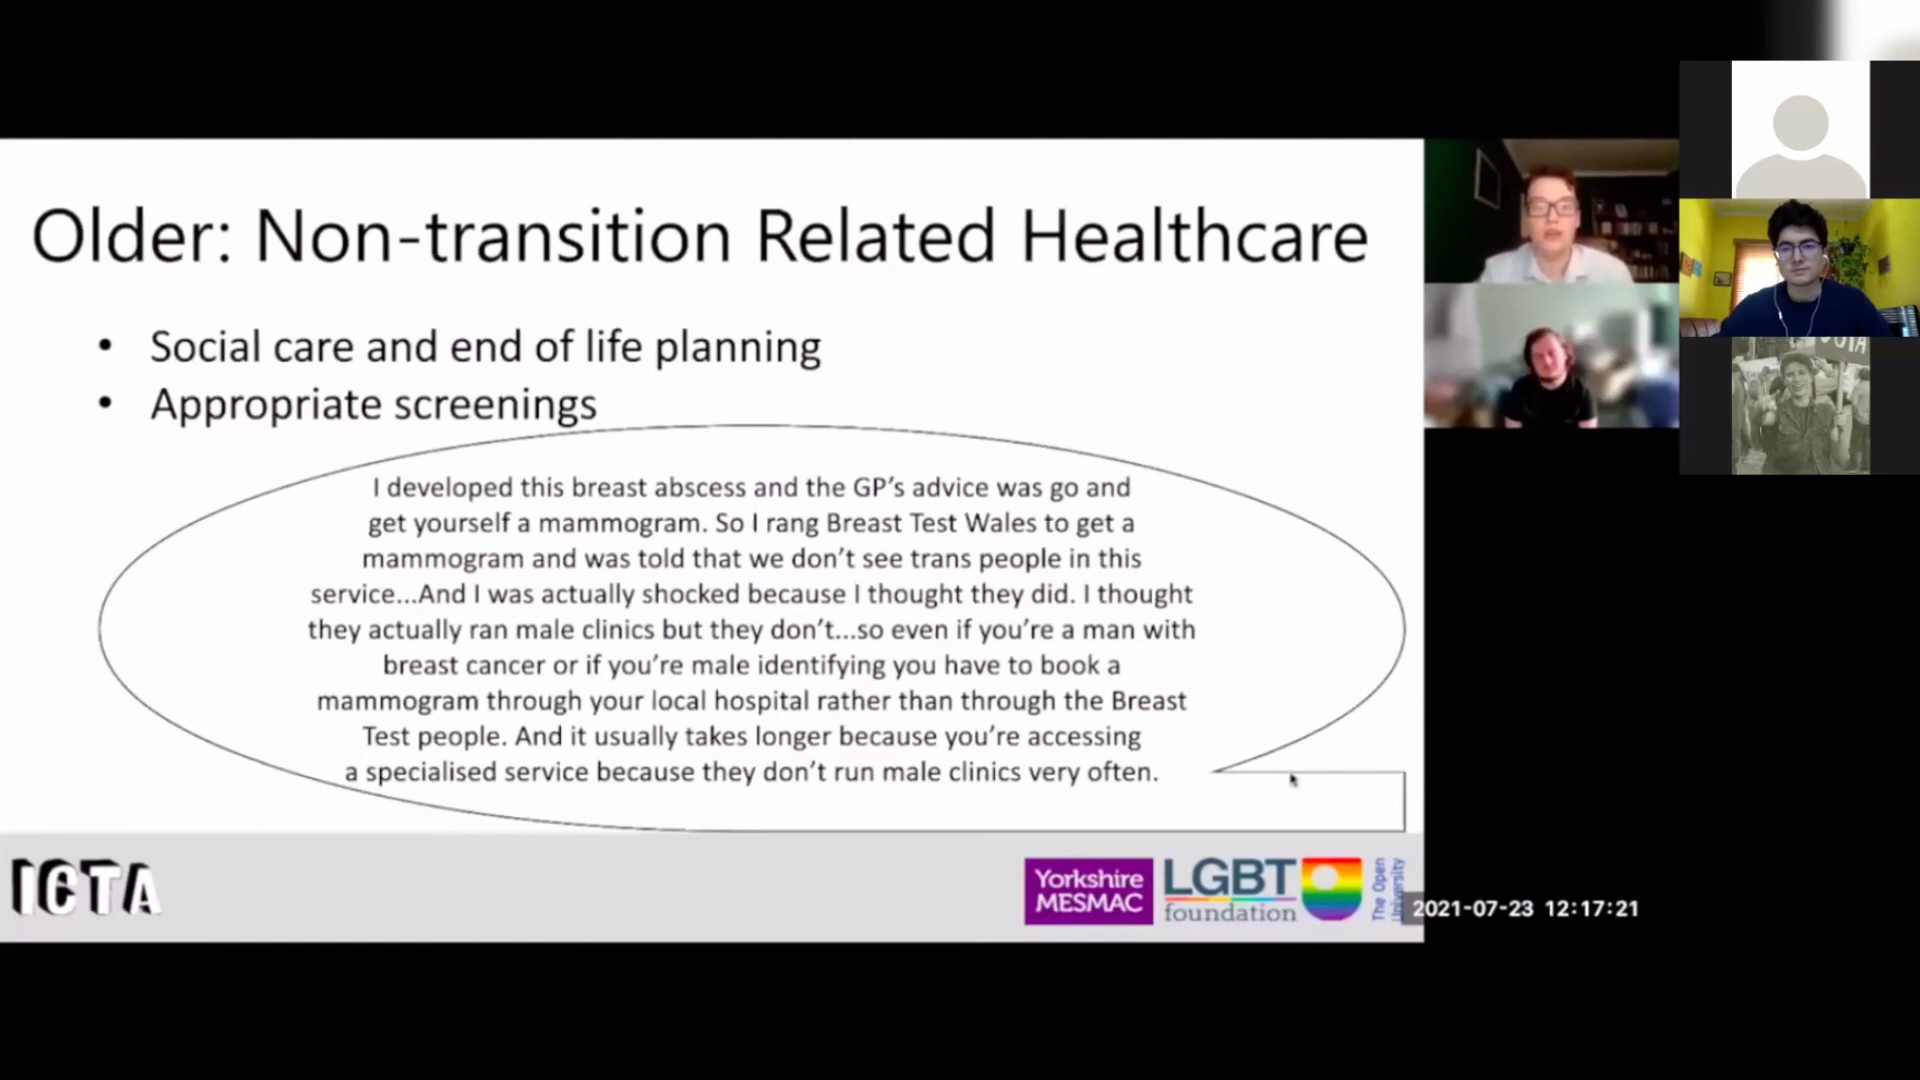 Older: Non-transition Related Healthcare
• Social care and end of life planning
• Appropriate screenings
I developed this breast abscess and the GP’s advice was go and
get yourself a mammogram. So I rang Breast Test Wales to get a
mammogram and was told that we don’t see trans people in this
service...And I was actually shocked because I thought they did. I thought
they actually ran male clinics but they don’t...so even if you’re a man with
breast cancer or if you’re male identifying you have to book a
mammogram through your local hospital rather than through the Breast
Test people. And it usually takes longer because you’re accessing
a specialised service because they don’t run male clinics very often.
ICTA
Yorkshire
MESMAC
LGBT
foundation
The Open
University
2021-07-23 12:17:21